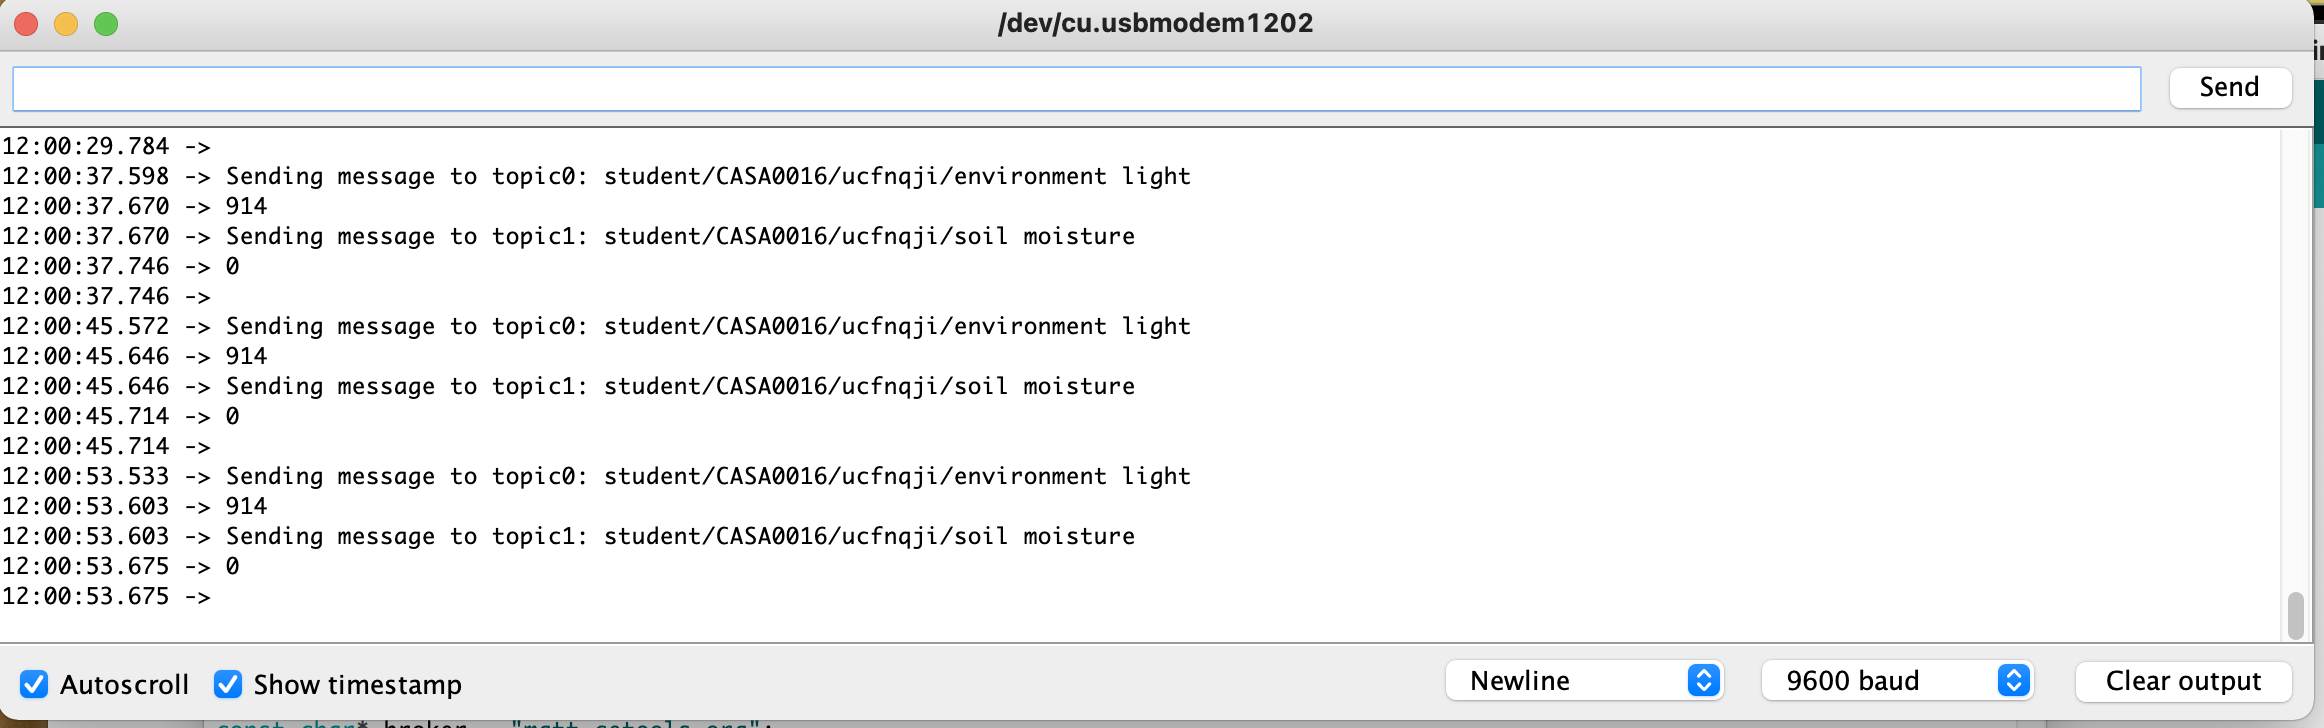 /dev/cu.usbmodem1202
Send
12:00:29.784 ->
12:00:37.598 -> Sending message to topic0: student/CASA0016/ucfnqji/environment light
12:00:37.670 -> 914
12:00:37.670 -> Sending message to topic1: student/CASA0016/ucfnqji/soil moisture
12:00:37.746 -> 0
12:00:37.746 ->
12:00:45.572 -> Sending message to topic0: student/CASA0016/ucfnqji/environment light
12:00:45.646 -> 914
12:00:45.646 -> Sending message to topic1: student/CASA0016/ucfnqji/soil moisture
12:00:45.714 -> 0
12:00:45.714 ->
12:00:53.533 -> Sending message to topic0: student/CASA0016/ucfnqji/environment light
12:00:53.603 -> 914
12:00:53.603 -> Sending message to topic1: student/CASA0016/ucfnqji/soil moisture
12:00:53.675 -> 0
12:00:53.675 ->
Autoscroll Show timestamp Newline 9600 baud Clear output